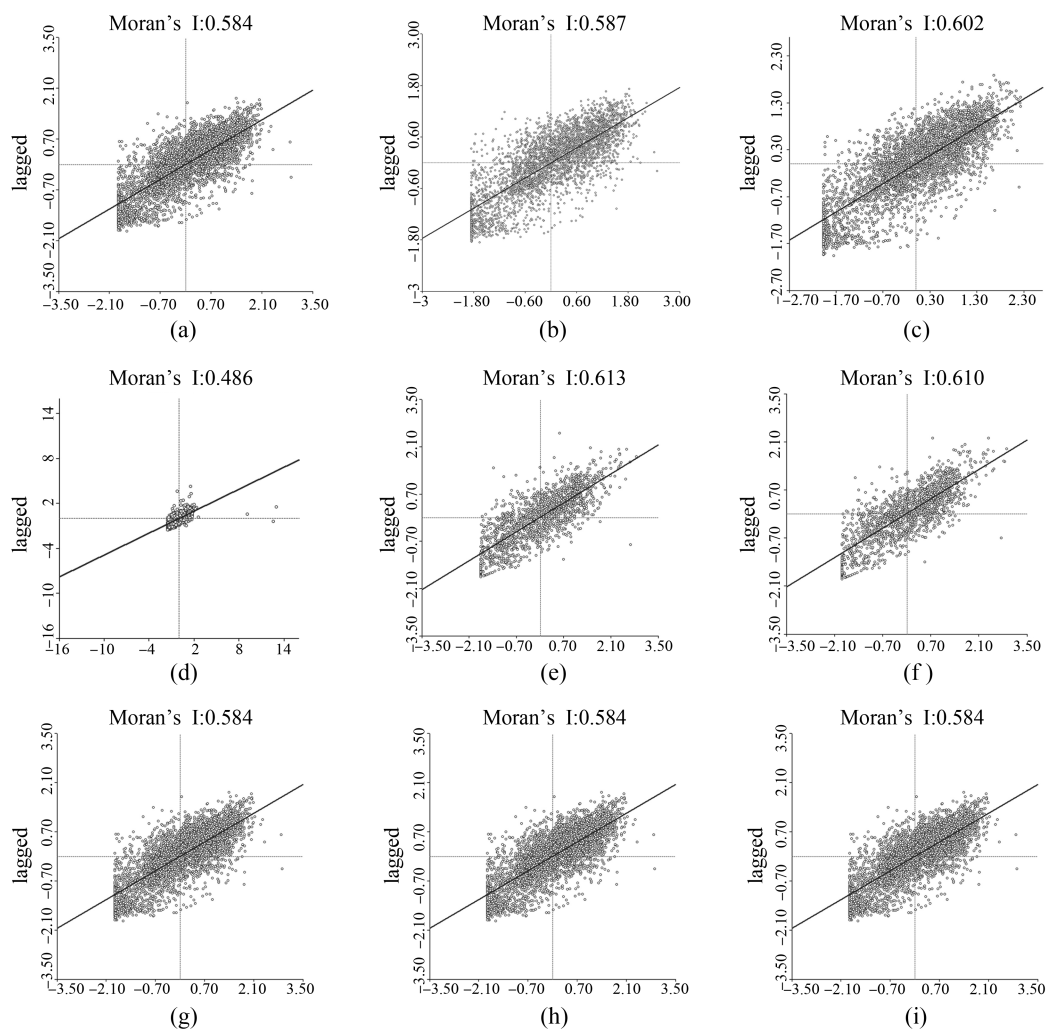 Moran's I:0.584
3.50
2.10
0.70
−0.70
−2.10
−3.50
lagged
−3.50 −2.10 −0.70 0.70 2.10 3.50
(a)
Moran's I:0.587
3.00
1.80
0.60
−0.60
−1.80
−3
lagged
−3 −1.80 −0.60 0.60 1.80 3.00
(b)
Moran's I:0.602
2.30
1.30
0.30
−0.70
−1.70
−2.70
lagged
−2.70 −1.70 −0.70 0.30 1.30 2.30
(c)
Moran's I:0.486
14
8
2
−4
−10
−16
lagged
−16 −10 −4 2 8 14
(d)
Moran's I:0.613
3.50
2.10
0.70
−0.70
−2.10
−3.50
lagged
−3.50 −2.10 −0.70 0.70 2.10 3.50
(e)
Moran's I:0.610
3.50
2.10
0.70
−0.70
−2.10
−3.50
lagged
−3.50 −2.10 −0.70 0.70 2.10 3.50
(f )
Moran's I:0.584
3.50
2.10
0.70
−0.70
−2.10
−3.50
lagged
−3.50 −2.10 −0.70 0.70 2.10 3.50
(g)
Moran's I:0.584
3.50
2.10
0.70
−0.70
−2.10
−3.50
lagged
−3.50 −2.10 −0.70 0.70 2.10 3.50
(h)
Moran's I:0.584
3.50
2.10
0.70
−0.70
−2.10
−3.50
lagged
−3.50 −2.10 −0.70 0.70 2.10 3.50
(i)